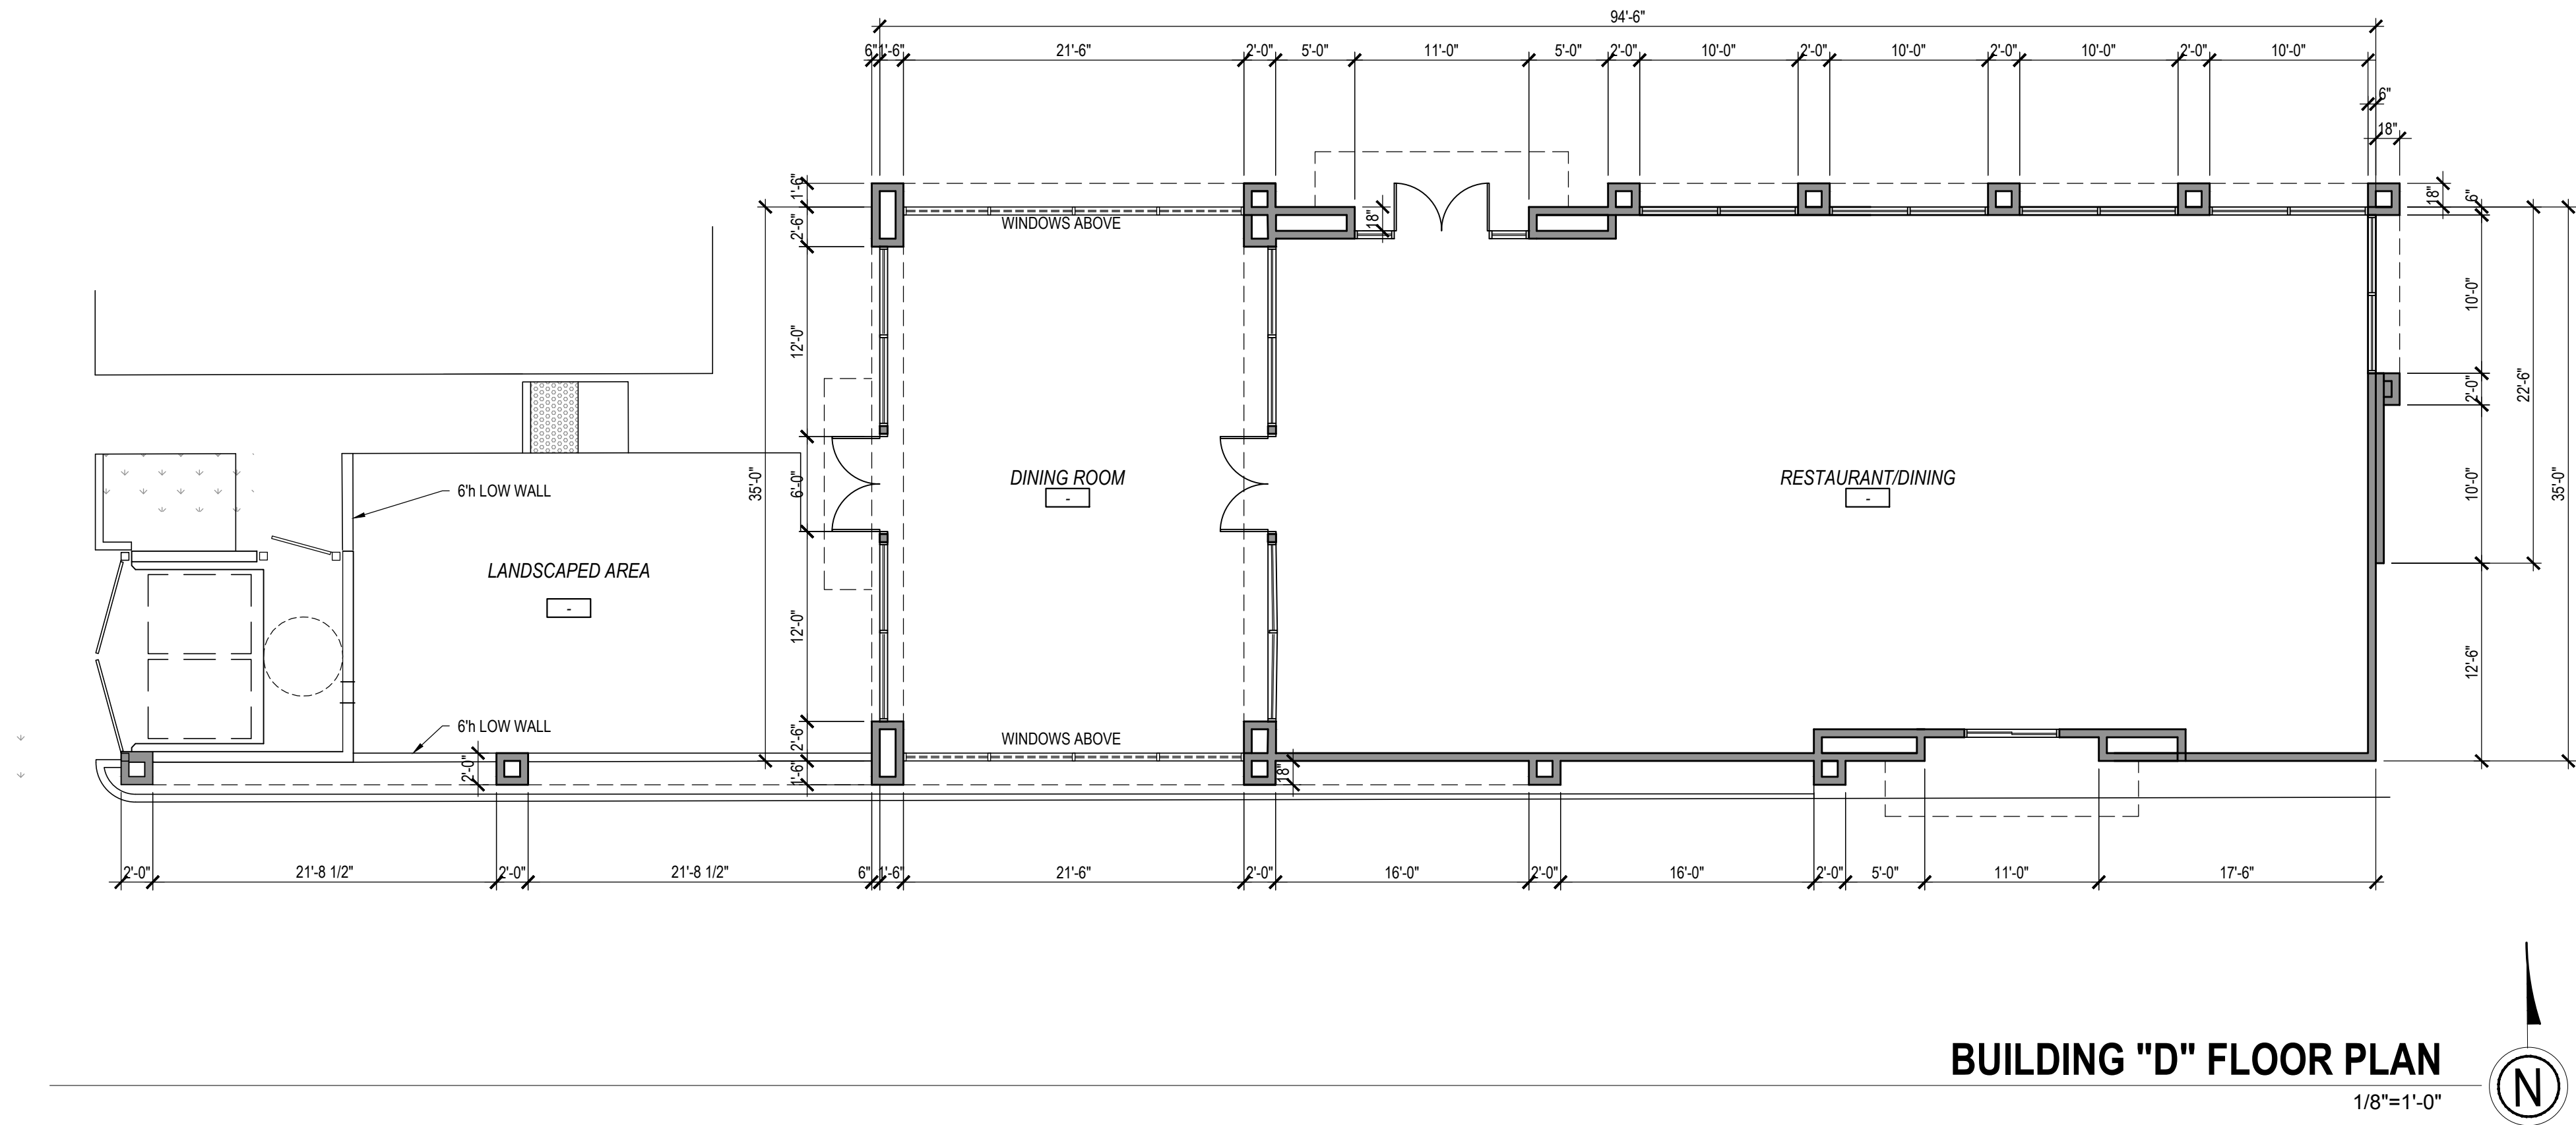 94'-6"
6" 1'-6" 21'-6" 2'-0" 5'-0" 11'-0" 5'-0" 2'-0" 10'-0" 2'-0" 10'-0" 2'-0" 10'-0" 2'-0" 10'-0"
6"
18"
1'-6"
18"
6"
2'-6"
WINDOWS ABOVE
18"
12'-0"
10'-0"
22'-6"
2'-0"
35'-0"
6'-0"
DINING ROOM
-
RESTAURANT/DINING
-
10'-0"
35'-0"
6'h LOW WALL
LANDSCAPED AREA
-
12'-0"
12'-6"
6'h LOW WALL
WINDOWS ABOVE
2'-6"
2'-0"
1'-6"
18"
2'-0" 21'-8 1/2" 2'-0" 21'-8 1/2" 6" 1'-6" 21'-6" 2'-0" 16'-0" 2'-0" 16'-0" 2'-0" 5'-0" 11'-0" 17'-6"
BUILDING "D" FLOOR PLAN
1/8"=1'-0"
N